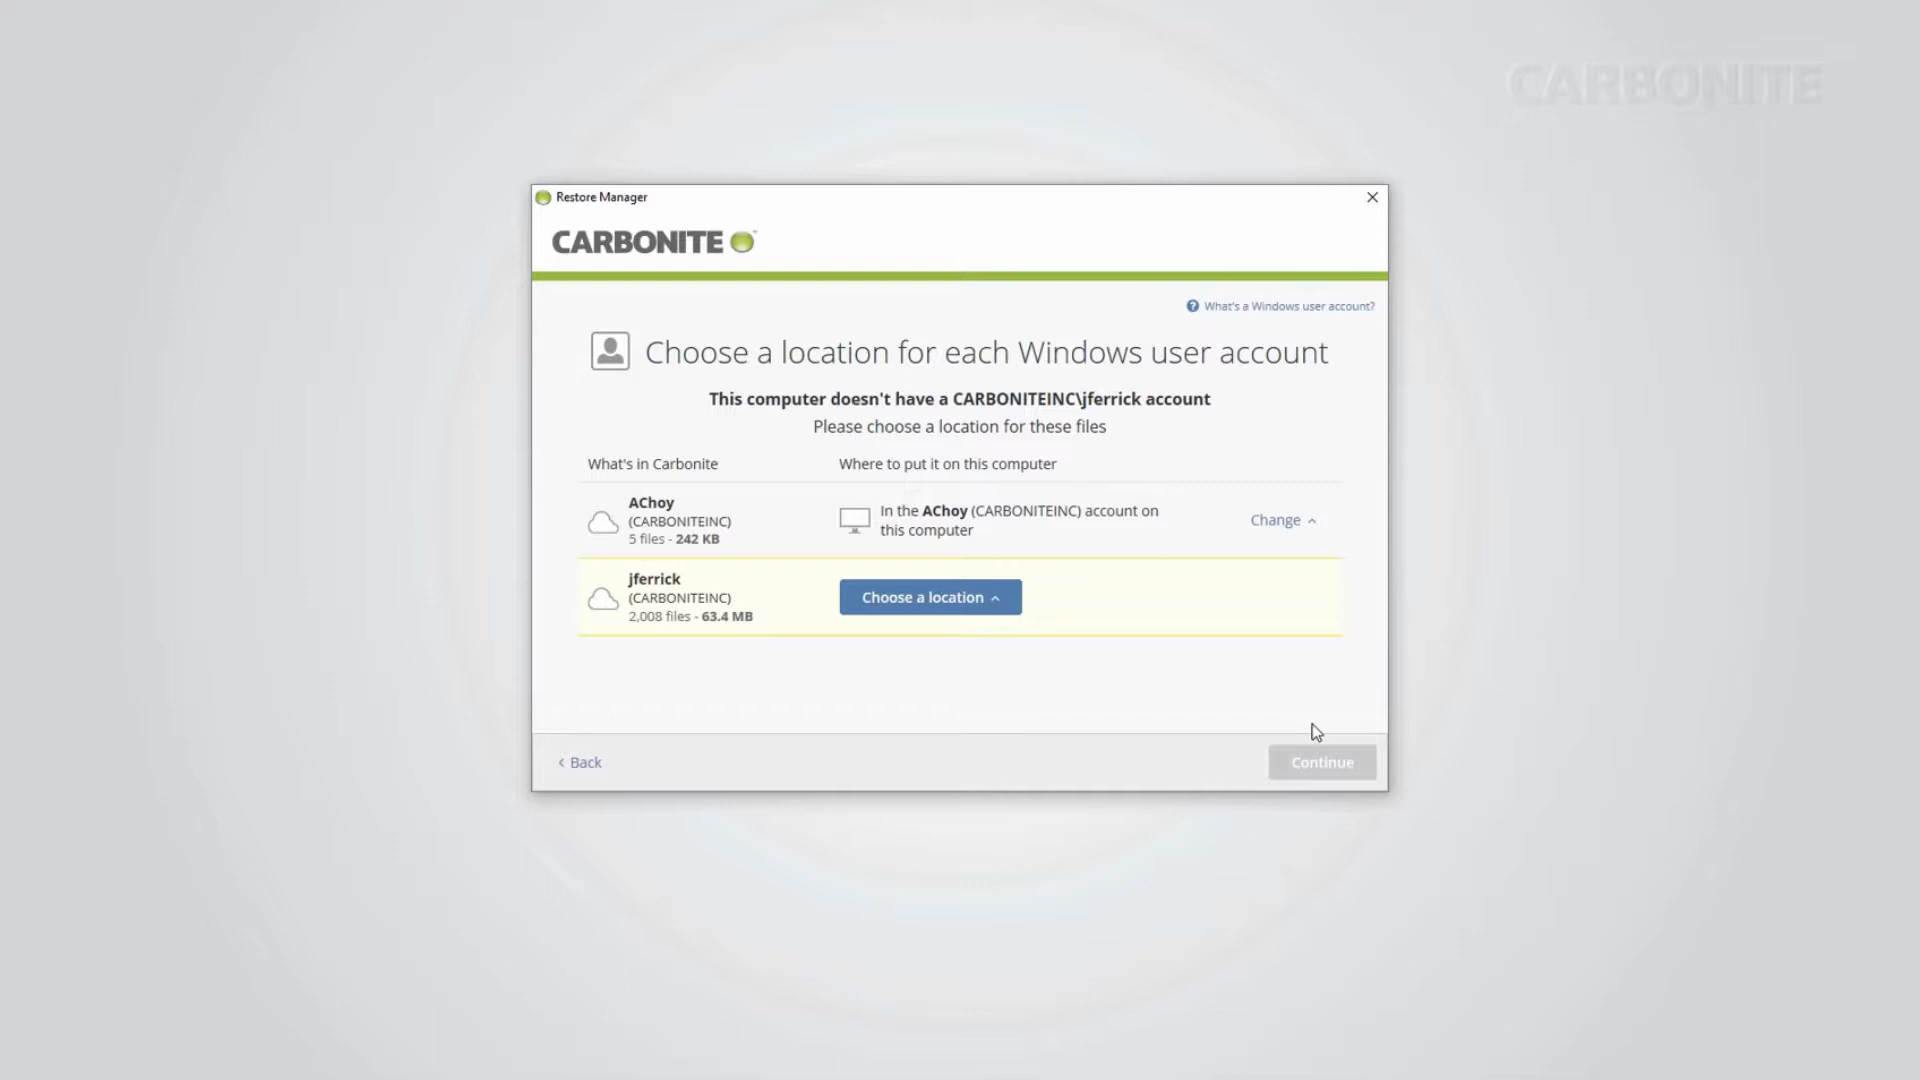 CARBONITE
Restore Manager
CARBONITE
What's a Windows user account?
Choose a location for each Windows user account
This computer doesn't have a CARBONITEINC\jferrick account
Please choose a location for these files
What's in Carbonite
Where to put it on this computer
AChoy
(CARBONITEINC)
5 files - 242 KB
In the AChoy (CARBONITEINC) account on
this computer
Change
jferrick
(CARBONITEINC)
2,008 files - 63.4 MB
Choose a location
Back
Continue